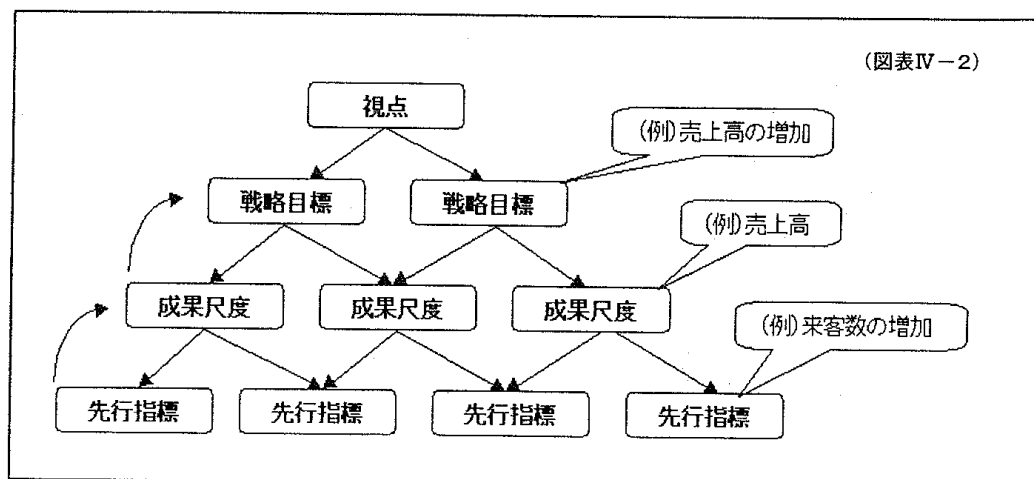 (図表Ⅳ-2)
視点
(例)売上高の増加
戦略目標 戦略目標
(例)売上高
成果尺度 成果尺度 成果尺度
(例)来客数の増加
先行指標 先行指標 先行指標 先行指標